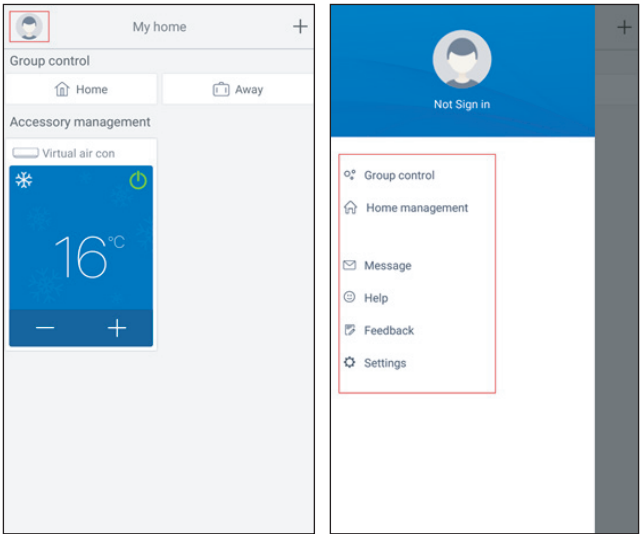 My home
+
Group control
Home
Away
Accessory management
Virtual air con
16°C
— +
+
Not Sign in
Group control
Home management
Message
Help
Feedback
Settings